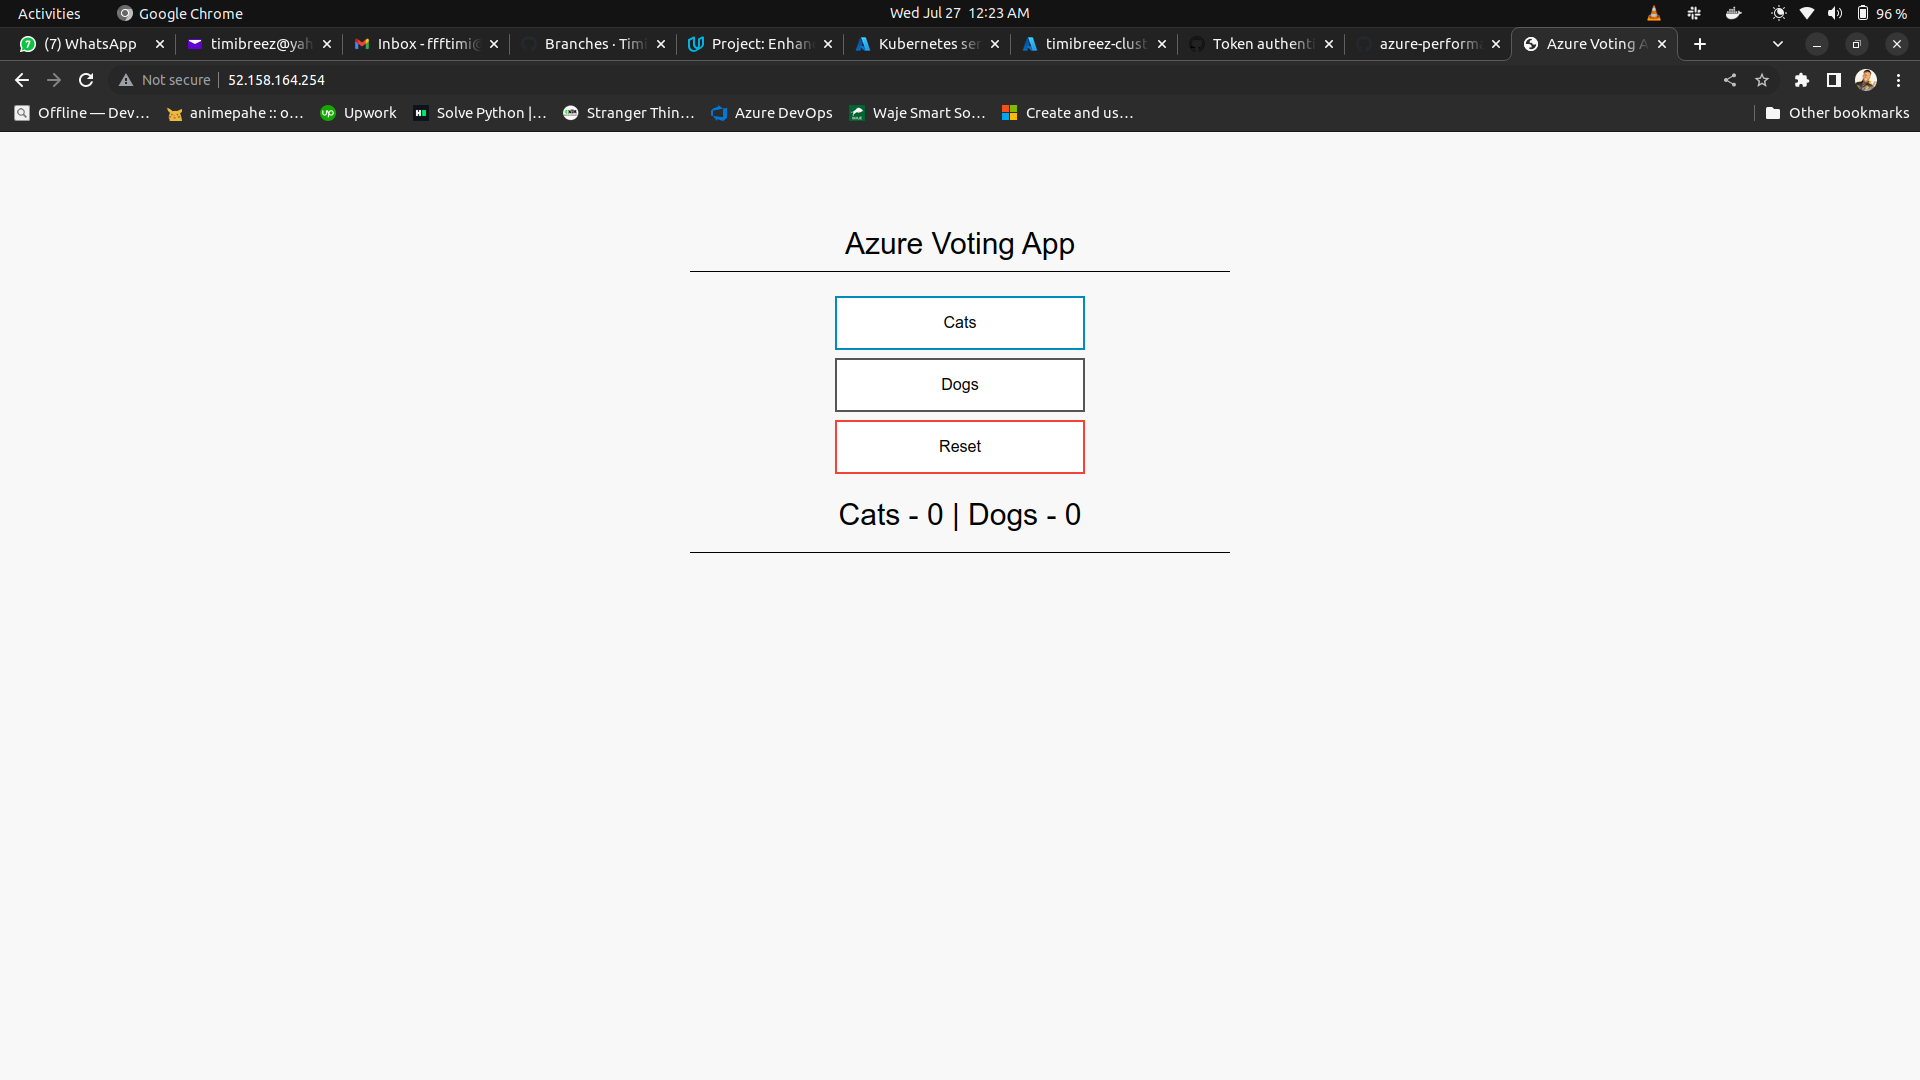 Activities Google Chrome Wed Jul 27 12:23 AM 96 %
(7) WhatsApp timibreez@yah Inbox - ffftimi@ Branches · Timi Project: Enhan Kubernetes ser timibreez-clust Token authenti azure-performa Azure Voting A
Not secure 52.158.164.254
Offline — Dev… animepahe :: o… Upwork Solve Python |… Stranger Thin… Azure DevOps Waje Smart So… Create and us… Other bookmarks
Azure Voting App
Cats
Dogs
Reset
Cats - 0 | Dogs - 0